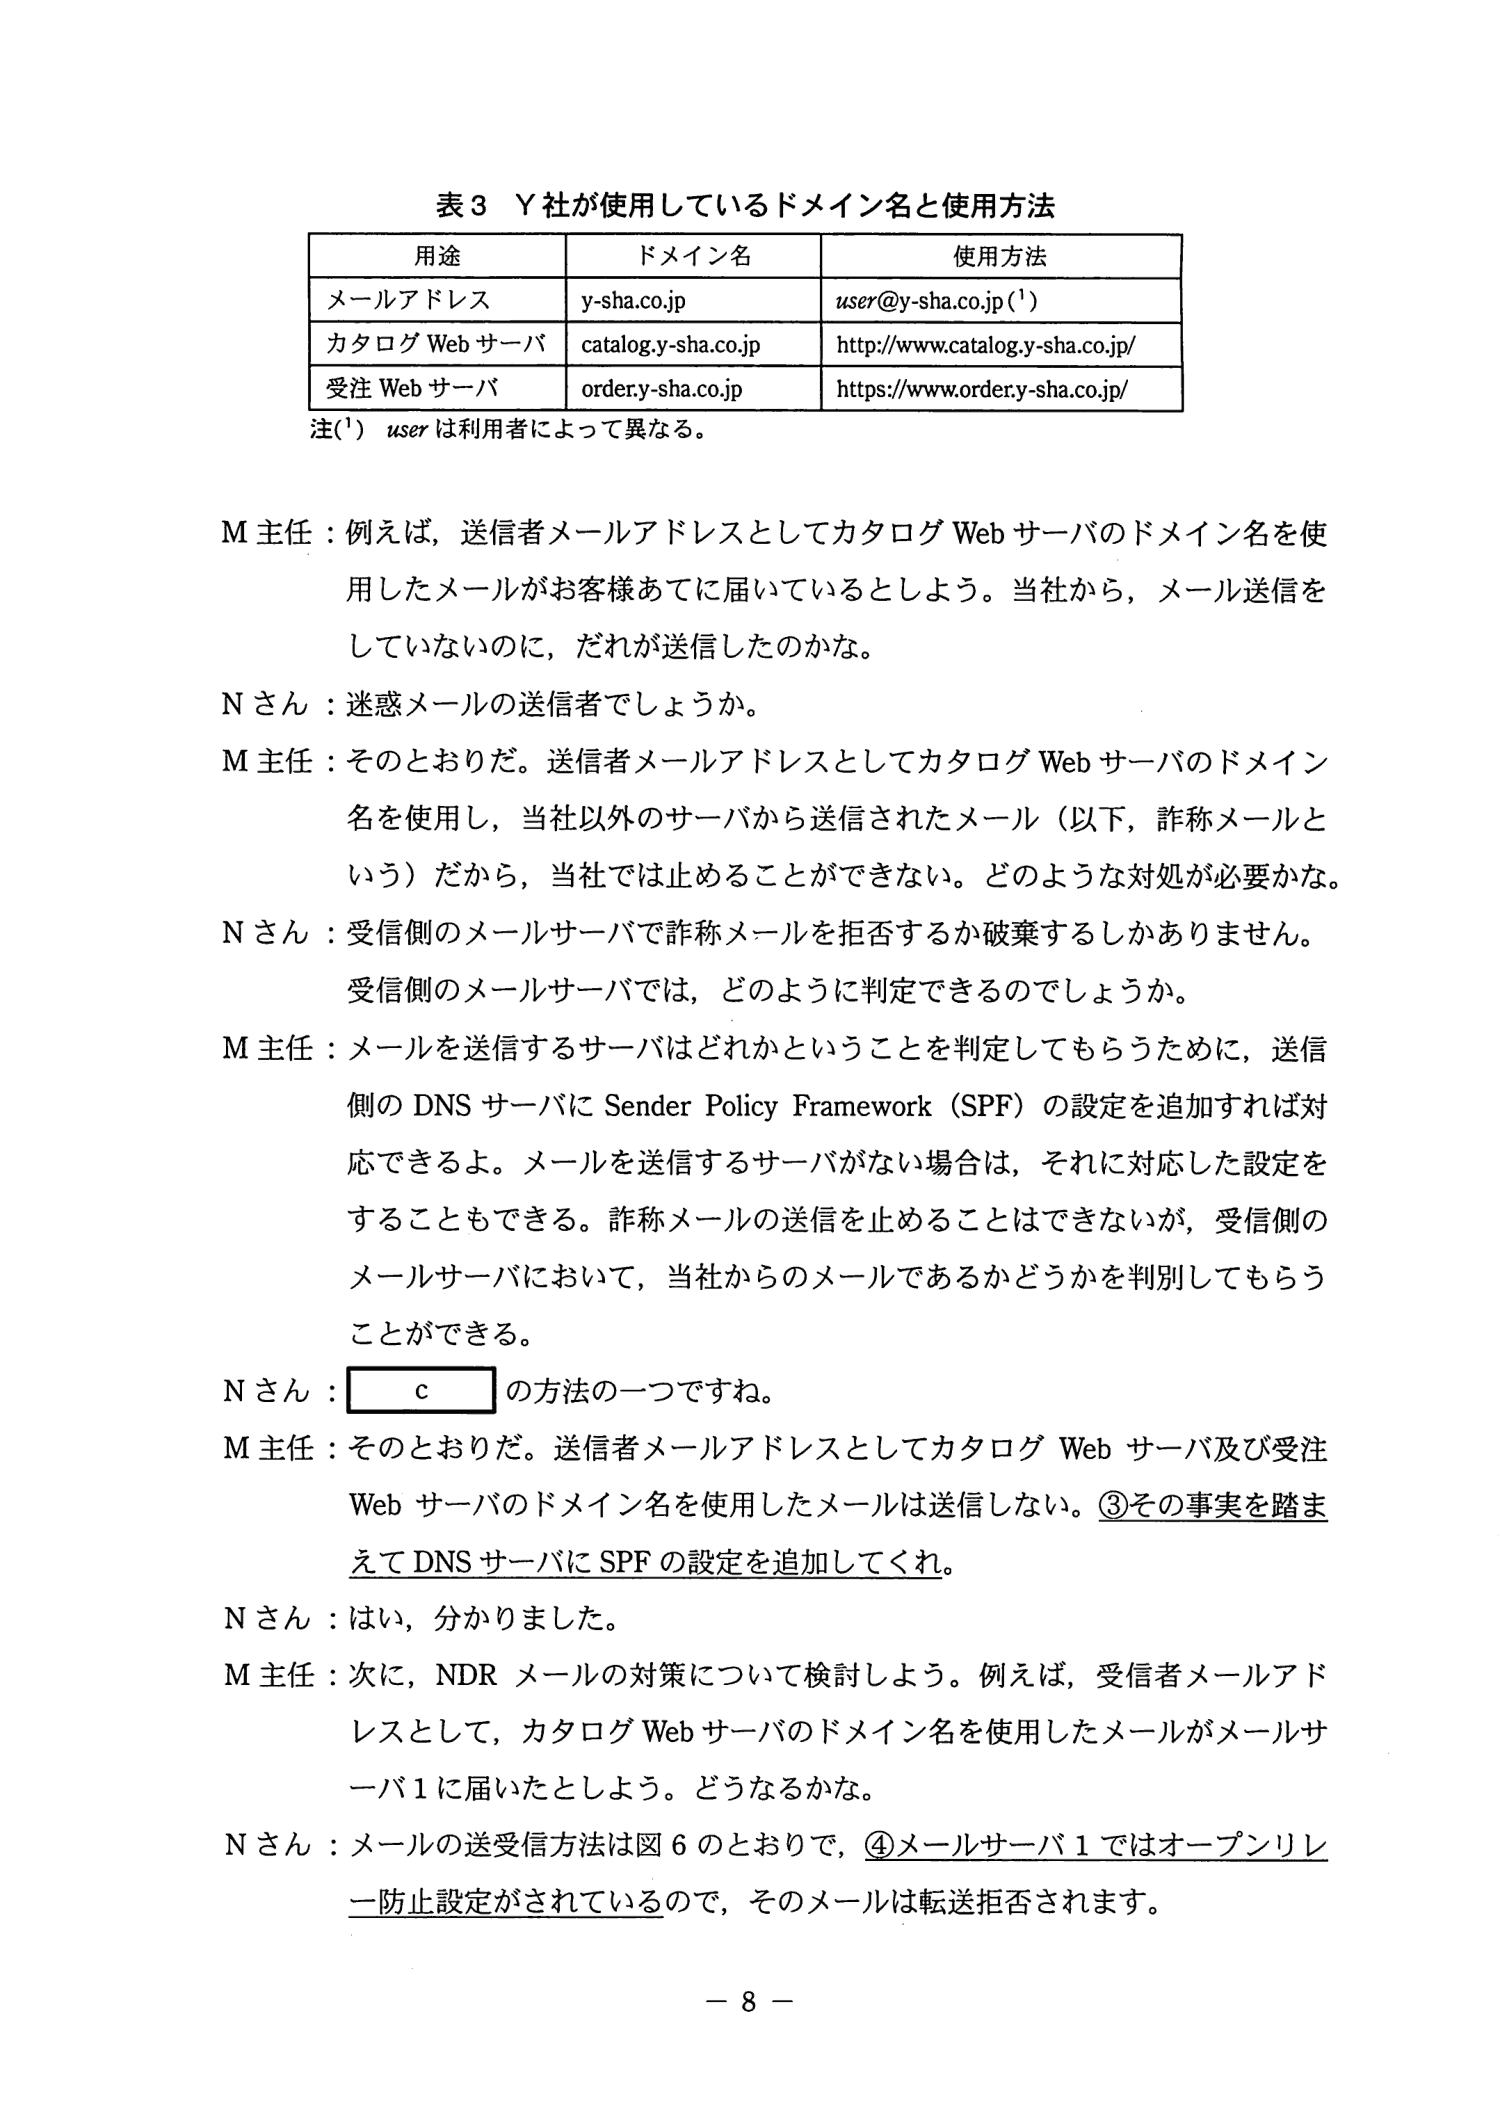 表3 Y社が使用しているドメイン名と使用方法
用途 ドメイン名 使用方法
メールアドレス y-sha.co.jp user@y-sha.co.jp(¹)
カタログ Web サーバ catalog.y-sha.co.jp http://www.catalog.y-sha.co.jp/
受注 Web サーバ order.y-sha.co.jp https://www.order.y-sha.co.jp/
注(¹) user は利用者によって異なる。
M 主任：例えば，送信者メールアドレスとしてカタログ Web サーバのドメイン名を使
用したメールがお客様あてに届いているとしよう。当社から，メール送信を
していないのに，だれが送信したのかな。
N さん：迷惑メールの送信者でしょうか。
M 主任：そのとおりだ。送信者メールアドレスとしてカタログ Web サーバのドメイン
名を使用し，当社以外のサーバから送信されたメール（以下，詐称メールと
いう）だから，当社では止めることができない。どのような対処が必要かな。
N さん：受信側のメールサーバで詐称メールを拒否するか破棄するしかありません。
受信側のメールサーバでは，どのように判定できるのでしょうか。
M 主任：メールを送信するサーバはどれかということを判定してもらうために，送信
側の DNS サーバに Sender Policy Framework（SPF）の設定を追加すれば対
応できるよ。メールを送信するサーバがない場合は，それに対応した設定を
することもできる。詐称メールの送信を止めることはできないが，受信側の
メールサーバにおいて，当社からのメールであるかどうかを判別してもらう
ことができる。
N さん： c の方法の一つですね。
M 主任：そのとおりだ。送信者メールアドレスとしてカタログ Web サーバ及び受注
Web サーバのドメイン名を使用したメールは送信しない。③その事実を踏ま
えて DNS サーバに SPF の設定を追加してくれ。
N さん：はい，分かりました。
M 主任：次に，NDR メールの対策について検討しよう。例えば，受信者メールアド
レスとして，カタログ Web サーバのドメイン名を使用したメールがメールサ
ーバ1に届いたとしよう。どうなるかな。
N さん：メールの送受信方法は図 6 のとおりで，④メールサーバ 1 ではオープンリレ
ー防止設定がされているので，そのメールは転送拒否されます。
－ 8 －